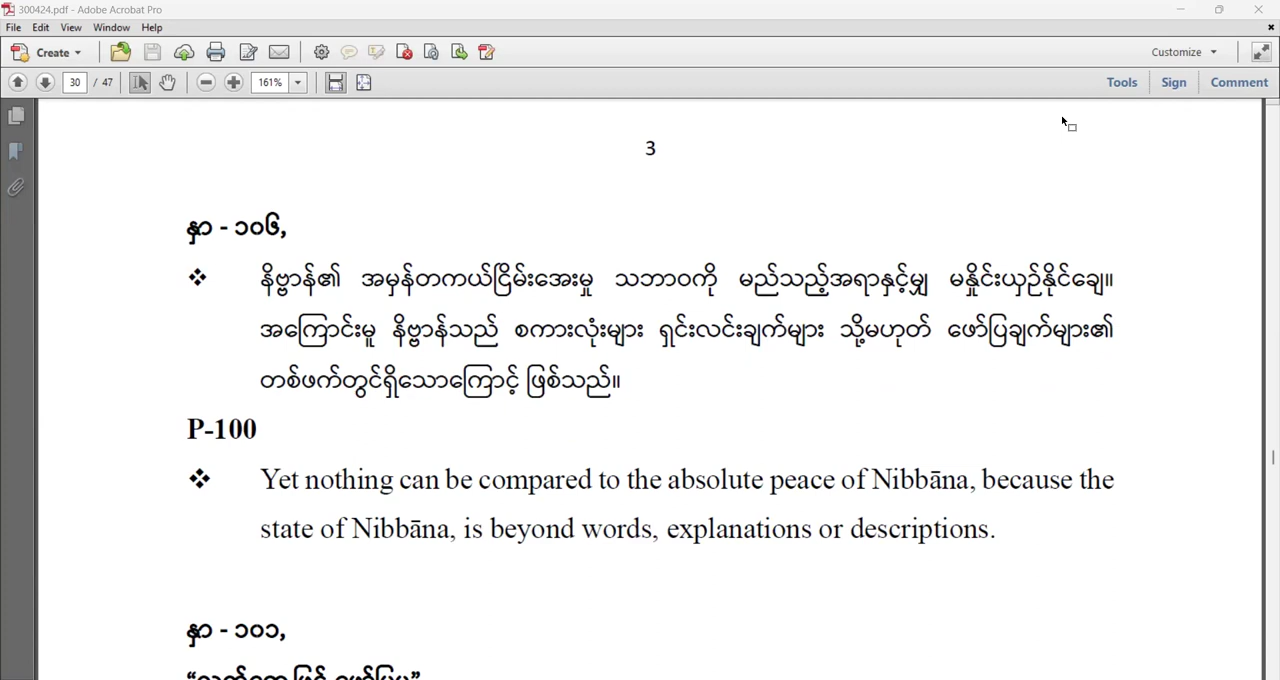 300424.pdf - Adobe Acrobat Pro
File Edit View Window Help
Create Customize
30 / 47 161% Tools Sign Comment
3
နှာ - ၁၀၆,
❖ နိဗ္ဗာန်၏ အမှန်တကယ်ငြိမ်းအေးမှု သဘာဝကို မည်သည့်အရာနှင့်မျှ မနှိုင်းယှဉ်နိုင်ချေ။
အကြောင်းမူ နိဗ္ဗာန်သည် စကားလုံးများ ရှင်းလင်းချက်များ သို့မဟုတ် ဖော်ပြချက်များ၏
တစ်ဖက်တွင်ရှိသောကြောင့် ဖြစ်သည်။
P-100
❖ Yet nothing can be compared to the absolute peace of Nibbāna, because the
state of Nibbāna, is beyond words, explanations or descriptions.
နှာ - ၁၀၁,